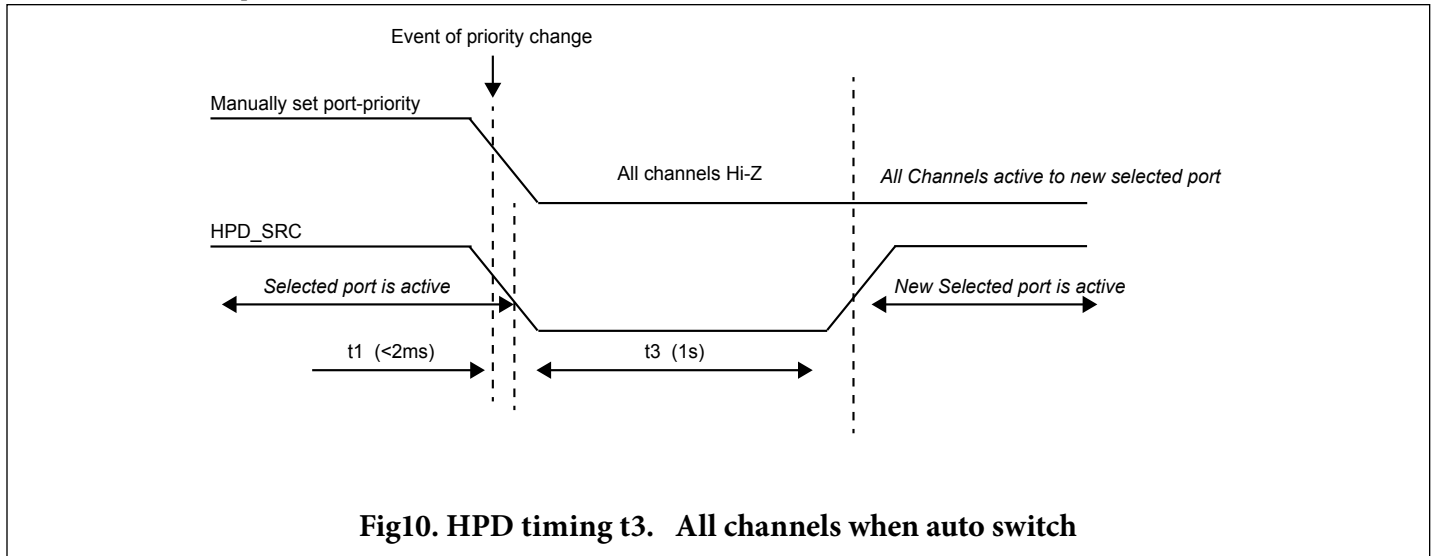 Event of priority change
Manually set port-priority
All channels Hi-Z
All Channels active to new selected port
HPD_SRC
Selected port is active
New Selected port is active
t1 (<2ms)
t3 (1s)
Fig10. HPD timing t3. All channels when auto switch